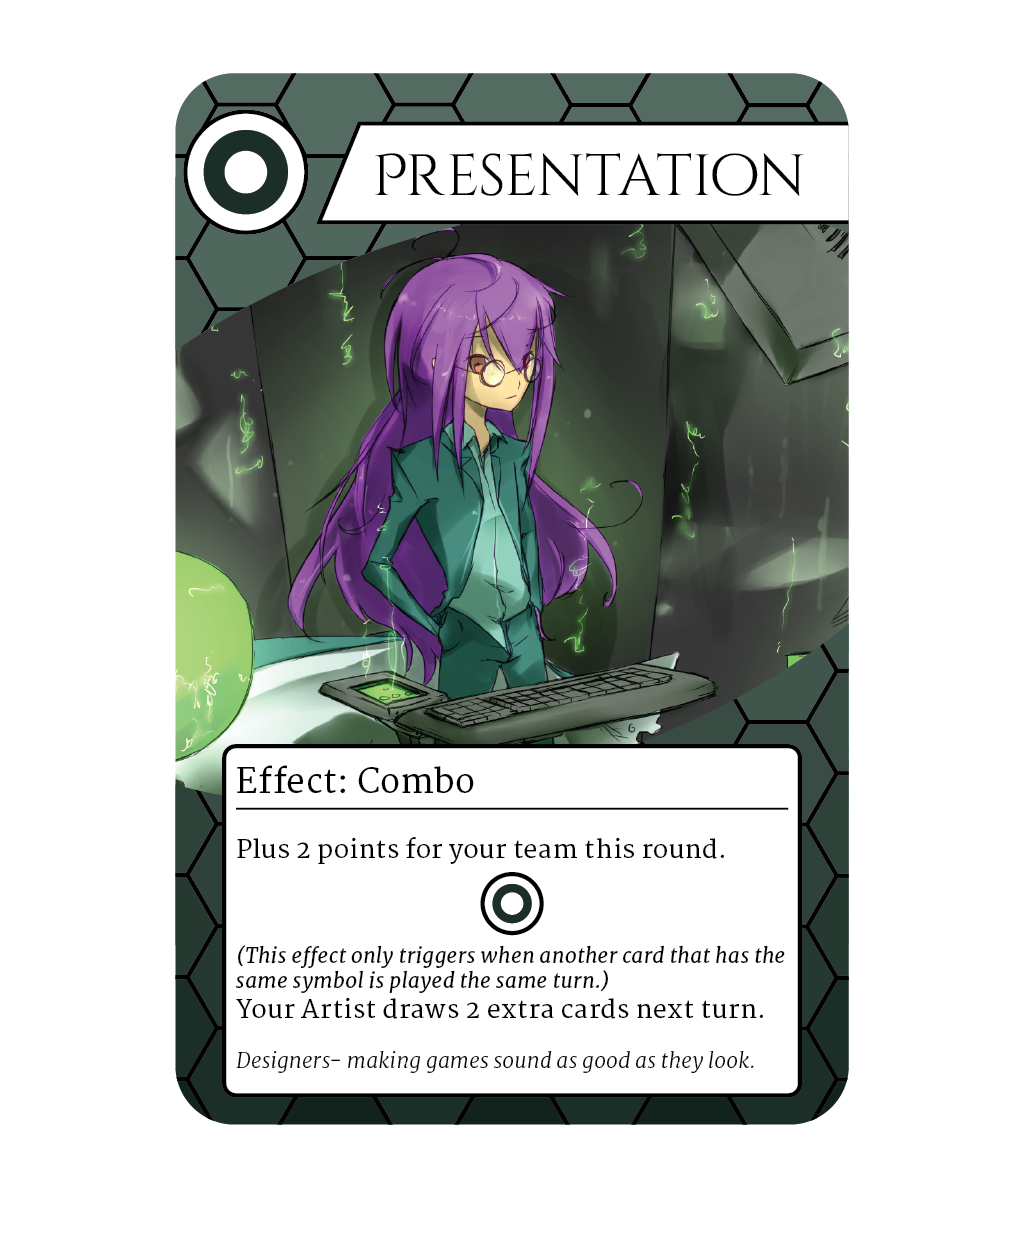 PRESENTATION
Effect: Combo
Plus 2 points for your team this round.
(This effect only triggers when another card that has the
same symbol is played the same turn.)
Your Artist draws 2 extra cards next turn.
Designers- making games sound as good as they look.